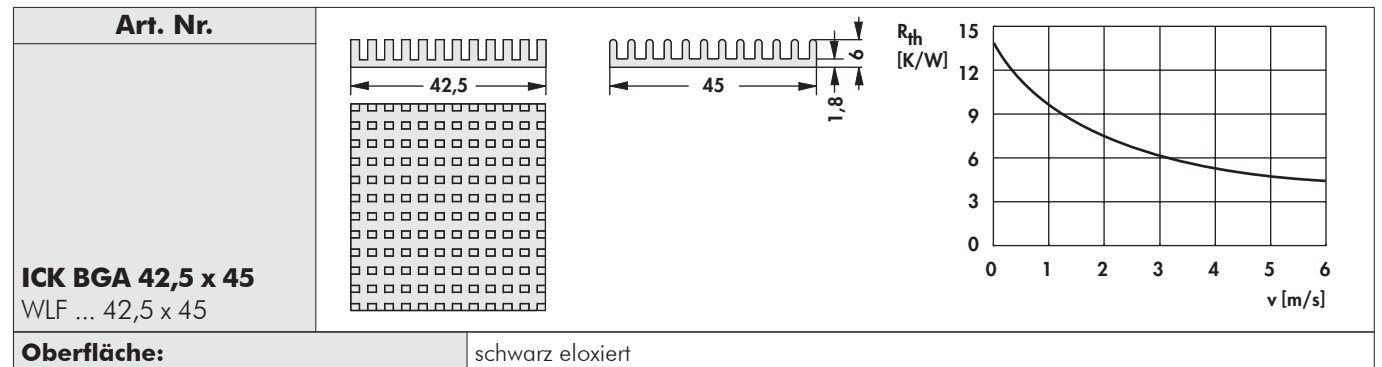 Art. Nr.
ICK BGA 42,5 x 45
WLF ... 42,5 x 45
42,5
45
6
1,8
Rth
[K/W]
15
12
9
6
3
0
0 1 2 3 4 5 6
v [m/s]
Oberfläche: schwarz eloxiert